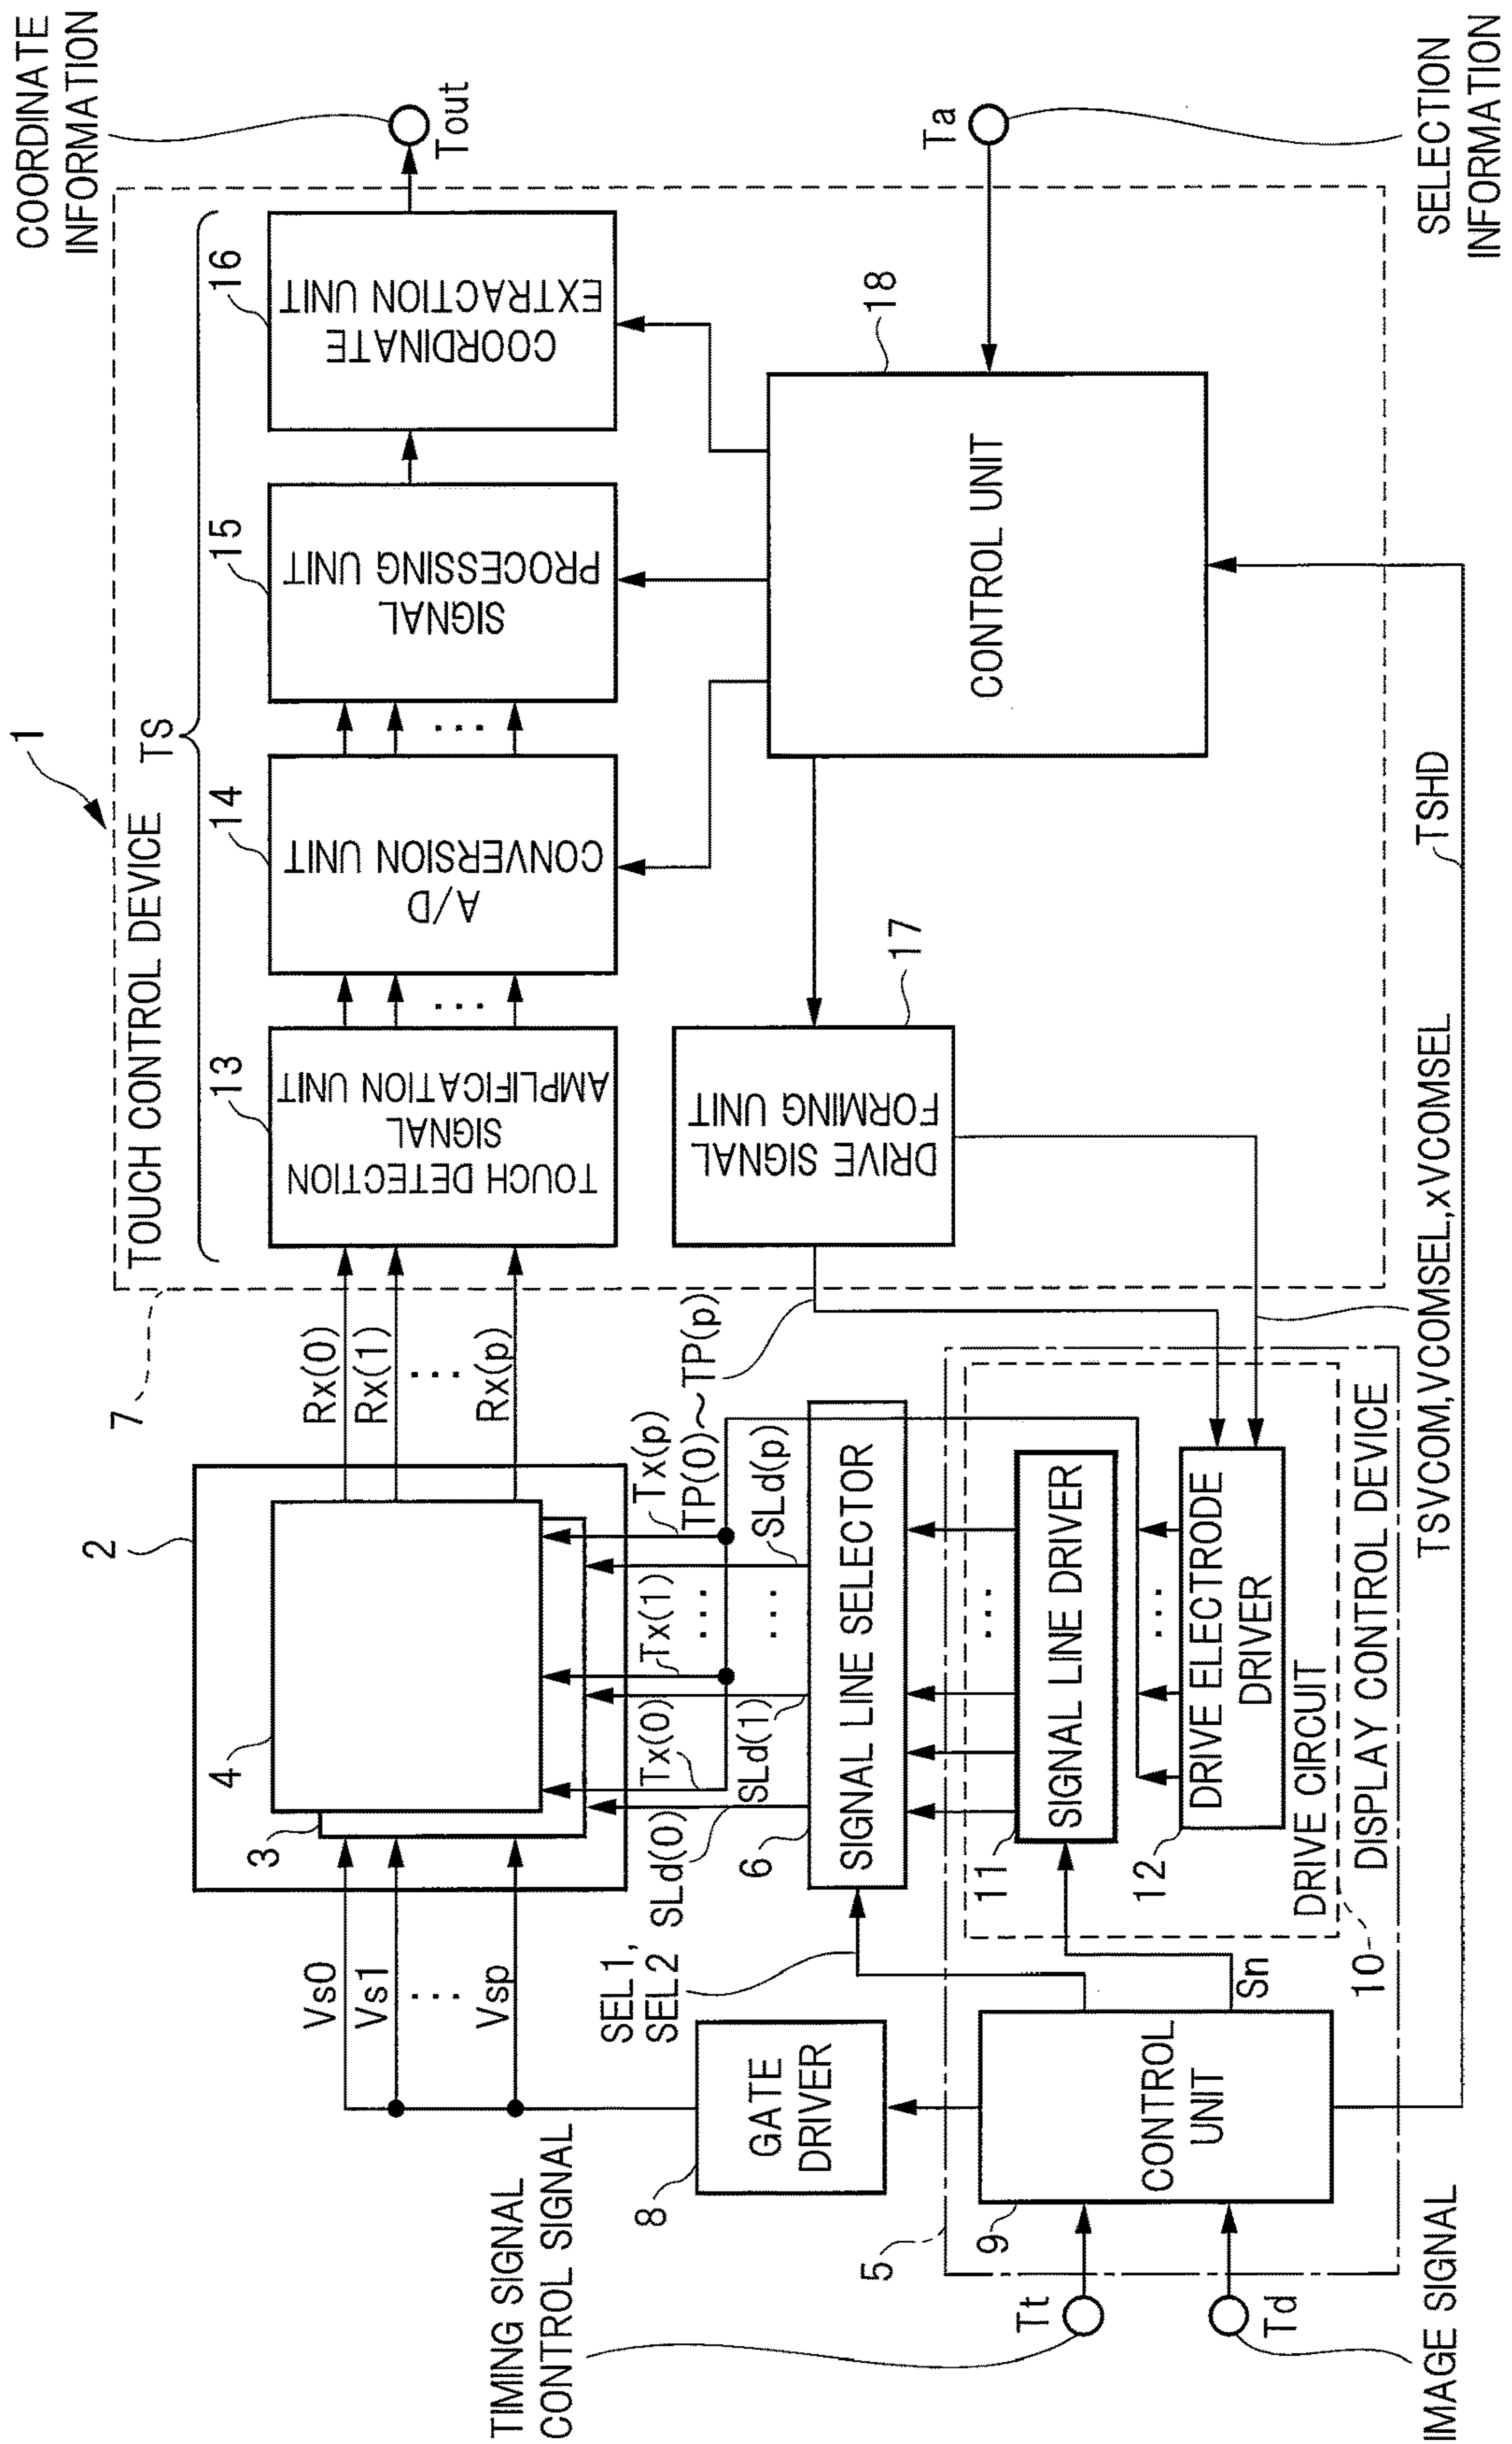 1
COORDINATE
INFORMATION
Tout
TOUCH CONTROL DEVICE
TS
7
2
3
4
Vs0
Vs1
...
Vsp
Rx(0)
Rx(1)
...
Rx(p)
13
TOUCH DETECTION
SIGNAL
AMPLIFICATION UNIT
...
14
A/D
CONVERSION UNIT
...
15
SIGNAL
PROCESSING UNIT
16
COORDINATE
EXTRACTION UNIT
TIMING SIGNAL
CONTROL SIGNAL
SEL1,
SEL2
SLd(0)
Tx(0)
SLd(1)
Tx(1)
...
...
Tx(p)
TP(0)~TP(p)
SLd(p)
8
GATE
DRIVER
6
SIGNAL LINE SELECTOR
17
DRIVE SIGNAL
FORMING UNIT
18
CONTROL UNIT
Ta
SELECTION
INFORMATION
5
9
CONTROL
UNIT
Tt
Td
IMAGE SIGNAL
Sn
11
SIGNAL LINE DRIVER
...
12
DRIVE ELECTRODE
DRIVER
...
DRIVE CIRCUIT
10
DISPLAY CONTROL DEVICE
TSVCOM,VCOMSEL,xVCOMSEL
TSHD